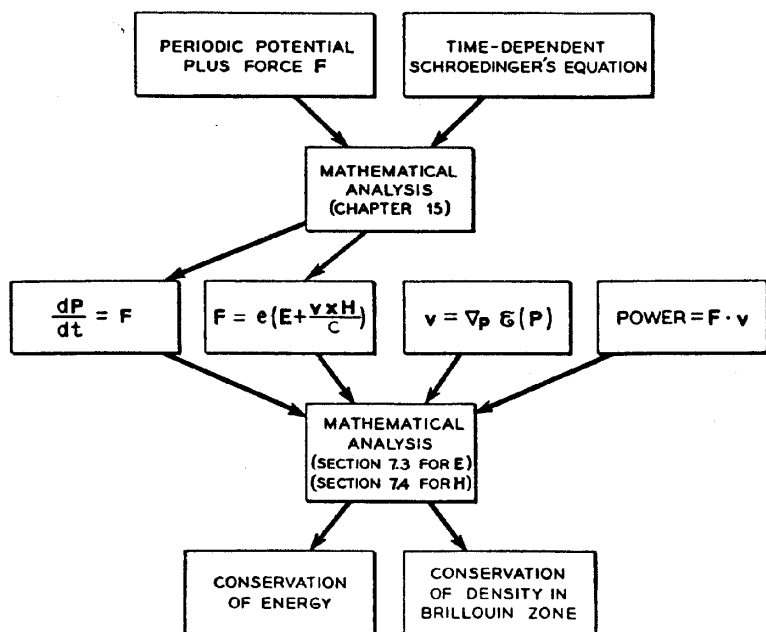 PERIODIC POTENTIAL
PLUS FORCE F
TIME-DEPENDENT
SCHROEDINGER'S EQUATION
MATHEMATICAL
ANALYSIS
(CHAPTER 15)
dP/dt = F
F = e(E + v x H/C)
v = ∇P Ɛ(P)
POWER = F · v
MATHEMATICAL
ANALYSIS
(SECTION 7.3 FOR E)
(SECTION 7.4 FOR H)
CONSERVATION
OF ENERGY
CONSERVATION
OF DENSITY IN
BRILLOUIN ZONE